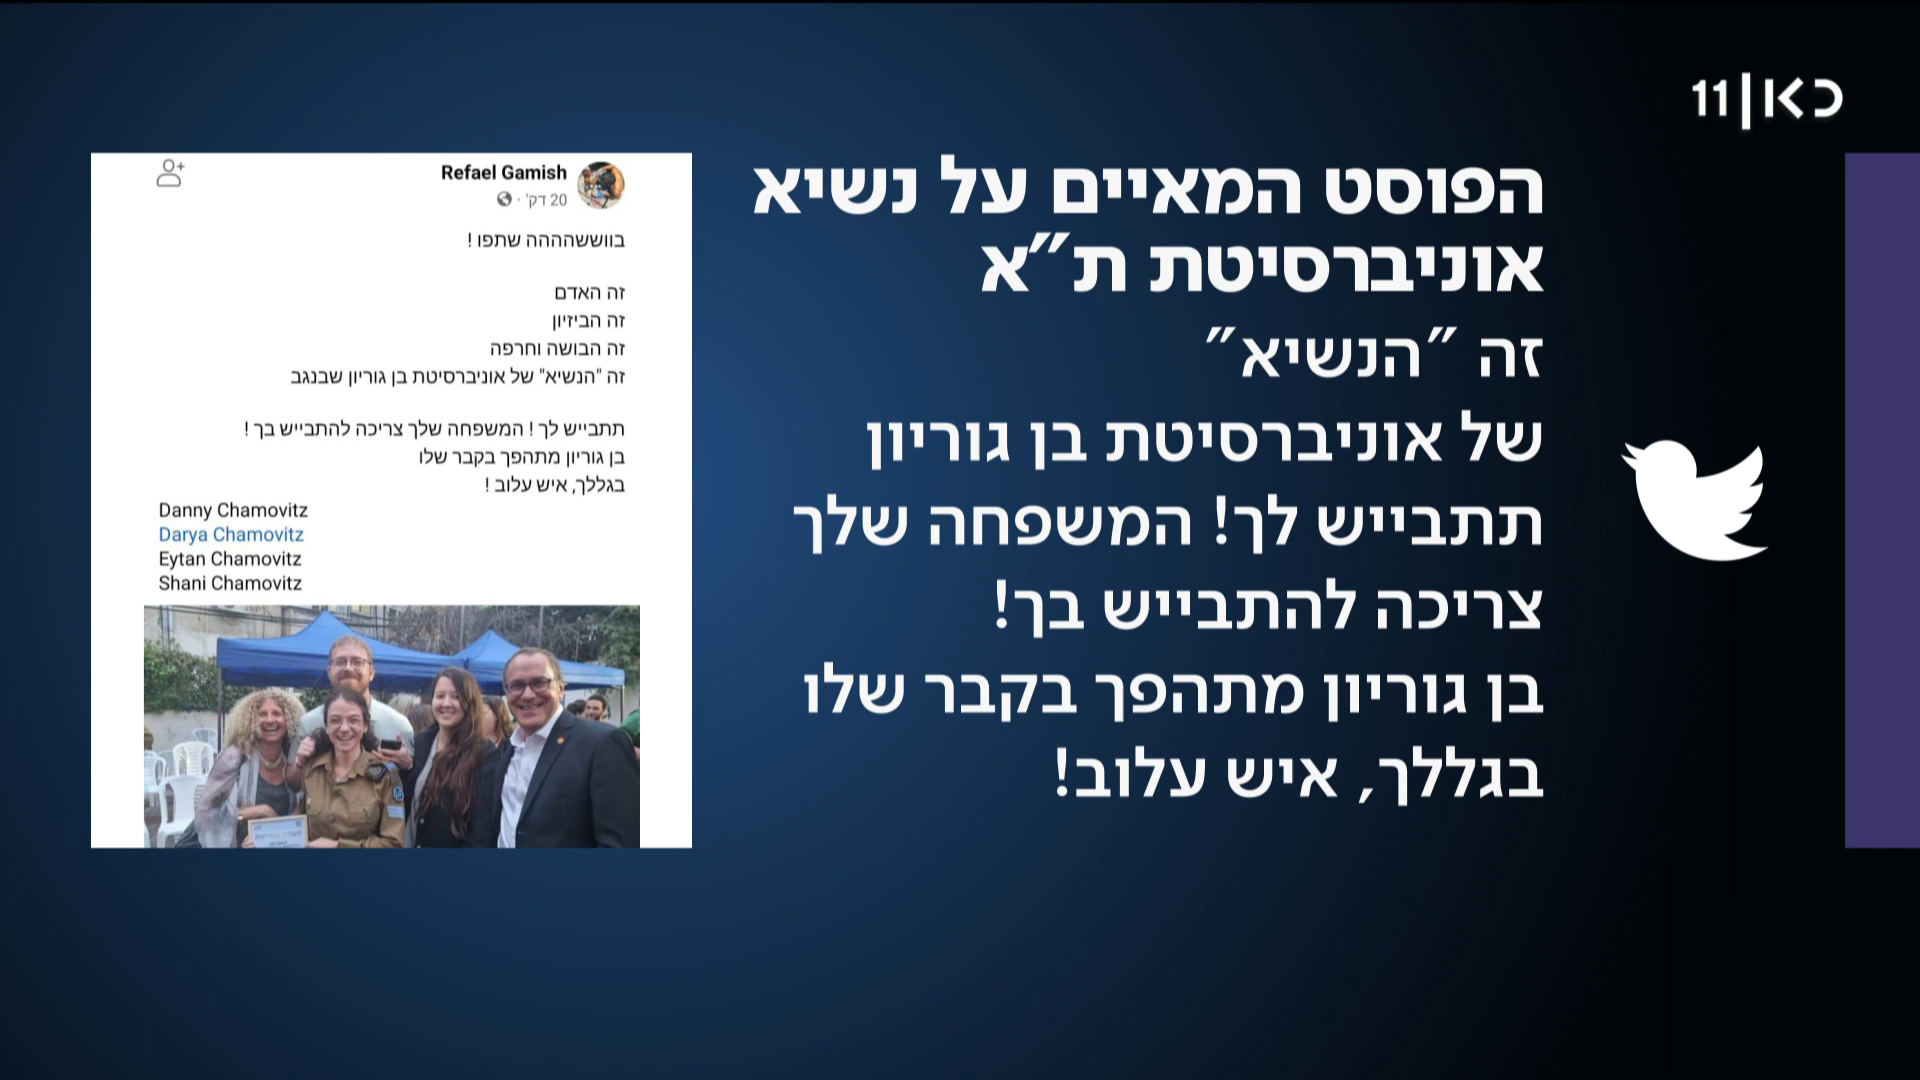 כאן 11
הפוסט המאיים על נשיא
אוניברסיטת ת״א
זה ״הנשיא״
של אוניברסיטת בן גוריון
תתבייש לך! המשפחה שלך
צריכה להתבייש בך!
בן גוריון מתהפך בקבר שלו
בגללך, איש עלוב!
Refael Gamish
20 דק׳ ·
בווששהההה שתפו !
זה האדם
זה הביזיון
זה הבושה וחרפה
זה "הנשיא" של אוניברסיטת בן גוריון שבנגב
תתבייש לך ! המשפחה שלך צריכה להתבייש בך !
בן גוריון מתהפך בקבר שלו
בגללך, איש עלוב !
Danny Chamovitz
Darya Chamovitz
Eytan Chamovitz
Shani Chamovitz